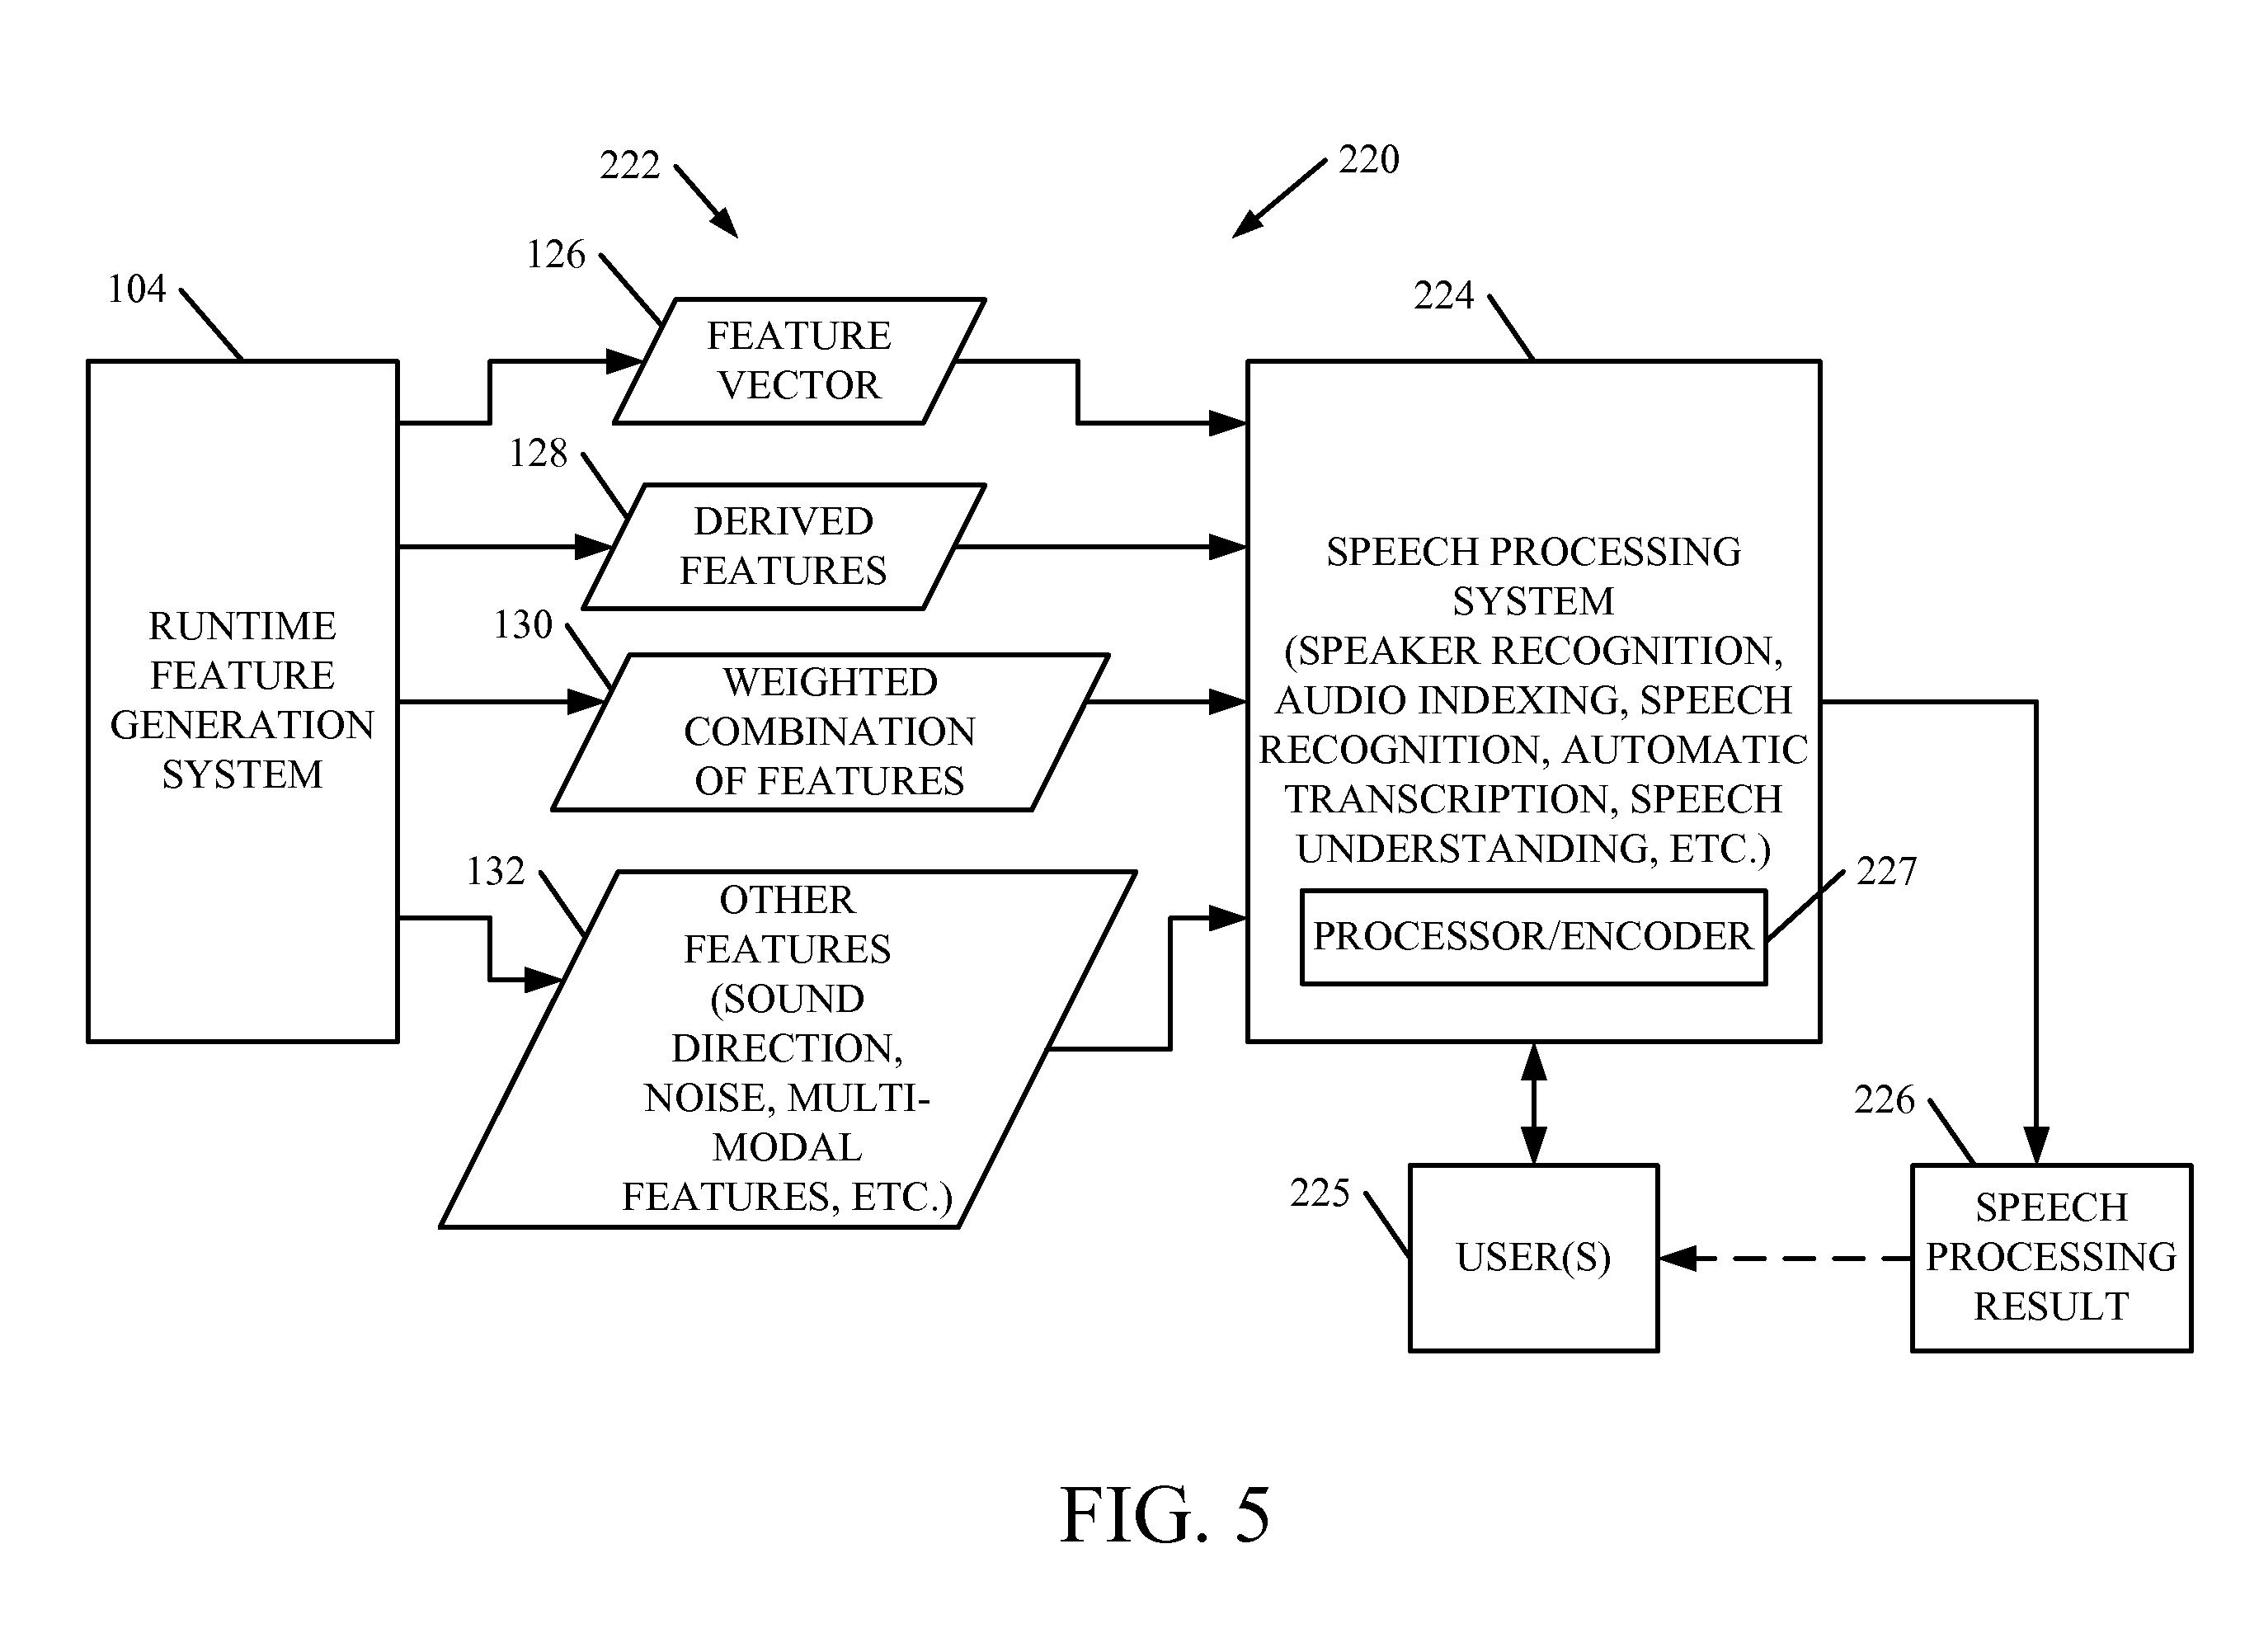 222
220
126
104
224
FEATURE
VECTOR
128
DERIVED
FEATURES
130
WEIGHTED
COMBINATION
OF FEATURES
RUNTIME
FEATURE
GENERATION
SYSTEM
SPEECH PROCESSING
SYSTEM
(SPEAKER RECOGNITION,
AUDIO INDEXING, SPEECH
RECOGNITION, AUTOMATIC
TRANSCRIPTION, SPEECH
UNDERSTANDING, ETC.)
132
227
OTHER
FEATURES
(SOUND
DIRECTION,
NOISE, MULTI-
MODAL
FEATURES, ETC.)
PROCESSOR/ENCODER
226
225
USER(S)
SPEECH
PROCESSING
RESULT
FIG. 5